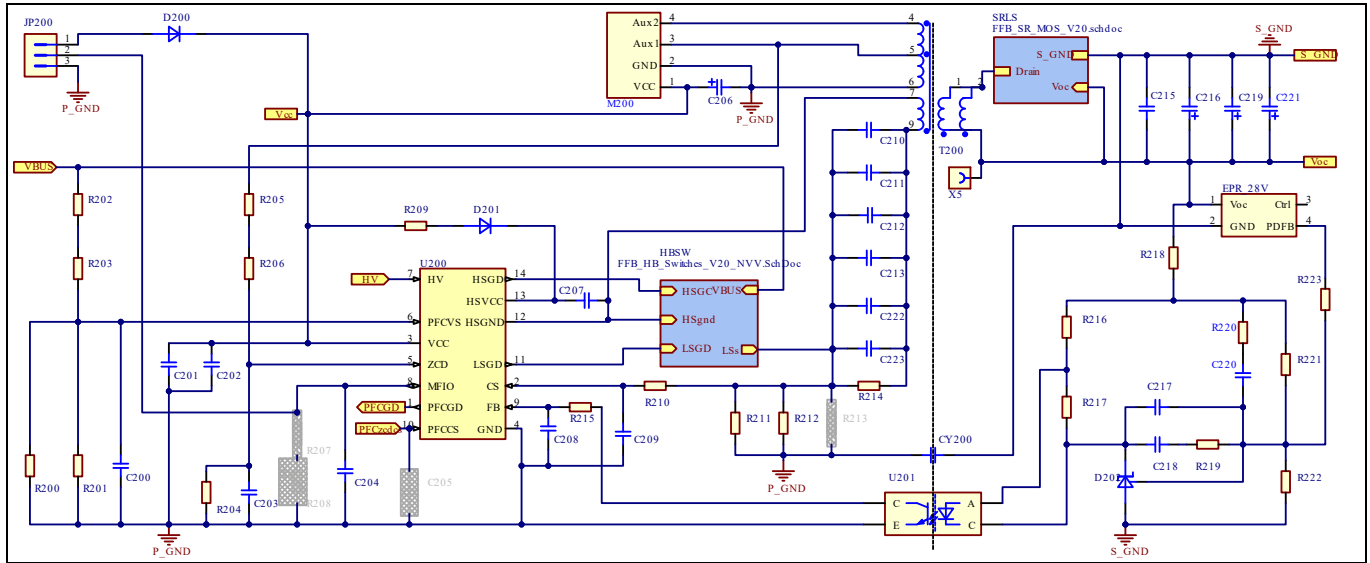 JP200
1
2
3
P_GND
D200
Vcc
VBUS
R202
R203
R205
R206
R209
D201
Aux2
Aux1
GND
VCC
4
3
2
1
M200
C206
P_GND
4
5
6
7
9
T200
1
2
X5
SRLS
FFB_SR_MOS_V20.schdoc
S_GND
Drain
Voc
S_GND
S_GND
C215
C216
C219
C221
Voc
EPR_28V
1
2
Voc
GND
Ctrl
PDFB
3
4
R218
R223
C210
C211
C212
C213
C222
C223
HBSW
FFB_HB_Switches_V20_NVV.SchDoc
HSGC
VBUS
HSgnd
LSGD
LSs
C207
U200
HV
7
HV
6
PFCVS
3
VCC
5
ZCD
8
MFIO
1
PFCGD
10
PFCCS
HSGD
14
HSVCC
13
HSGND
12
LSGD
11
CS
2
FB
9
GND
4
PFCGD
C201
C202
R200
R201
C200
R204
C203
R207
R208
C204
C205
P_GND
R215
R210
C208
C209
R211
R212
R213
R214
P_GND
CY200
U201
C
E
A
C
R216
R217
R220
C220
R221
C217
C218
R219
R222
S_GND